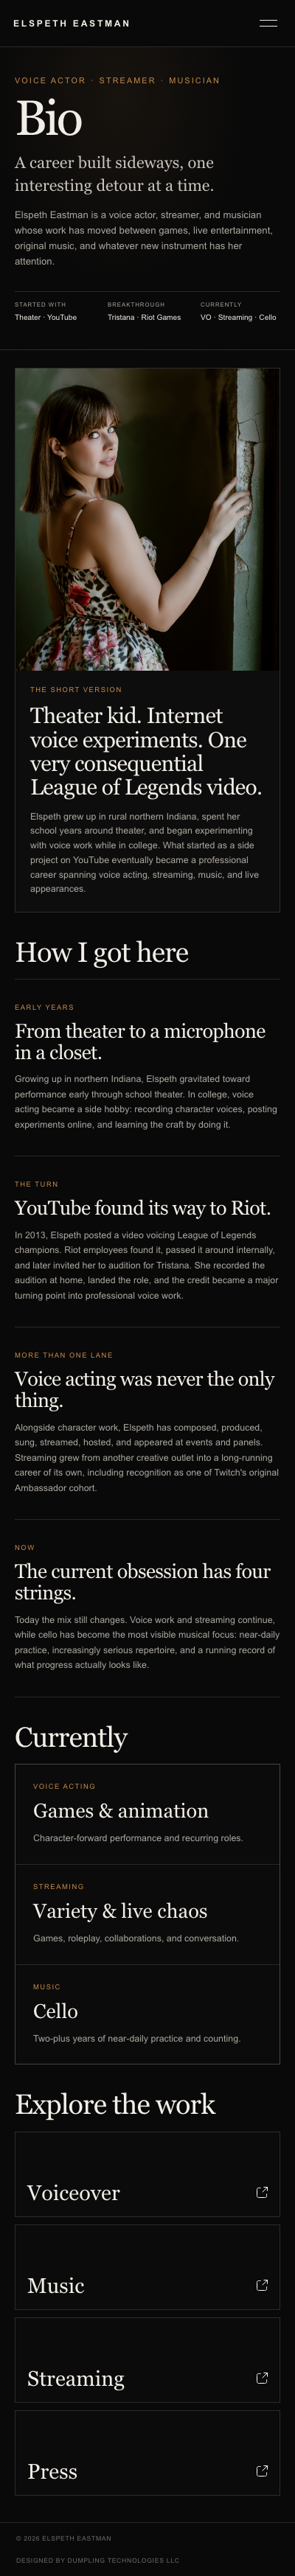 ELSPETH EASTMAN
VOICE ACTOR · STREAMER · MUSICIAN
Bio
A career built sideways, one
interesting detour at a time.
Elspeth Eastman is a voice actor, streamer, and musician
whose work has moved between games, live entertainment,
original music, and whatever new instrument has her
attention.
STARTED WITH
Theater · YouTube
BREAKTHROUGH
Tristana · Riot Games
CURRENTLY
VO · Streaming · Cello
THE SHORT VERSION
Theater kid. Internet
voice experiments. One
very consequential
League of Legends video.
Elspeth grew up in rural northern Indiana, spent her
school years around theater, and began experimenting
with voice work while in college. What started as a side
project on YouTube eventually became a professional
career spanning voice acting, streaming, music, and live
appearances.
How I got here
EARLY YEARS
From theater to a microphone
in a closet.
Growing up in northern Indiana, Elspeth gravitated toward
performance early through school theater. In college, voice
acting became a side hobby: recording character voices, posting
experiments online, and learning the craft by doing it.
THE TURN
YouTube found its way to Riot.
In 2013, Elspeth posted a video voicing League of Legends
champions. Riot employees found it, passed it around internally,
and later invited her to audition for Tristana. She recorded the
audition at home, landed the role, and the credit became a major
turning point into professional voice work.
MORE THAN ONE LANE
Voice acting was never the only
thing.
Alongside character work, Elspeth has composed, produced,
sung, streamed, hosted, and appeared at events and panels.
Streaming grew from another creative outlet into a long-running
career of its own, including recognition as one of Twitch's original
Ambassador cohort.
NOW
The current obsession has four
strings.
Today the mix still changes. Voice work and streaming continue,
while cello has become the most visible musical focus: near-daily
practice, increasingly serious repertoire, and a running record of
what progress actually looks like.
Currently
VOICE ACTING
Games & animation
Character-forward performance and recurring roles.
STREAMING
Variety & live chaos
Games, roleplay, collaborations, and conversation.
MUSIC
Cello
Two-plus years of near-daily practice and counting.
Explore the work
Voiceover
Music
Streaming
Press
© 2026 ELSPETH EASTMAN
DESIGNED BY DUMPLING TECHNOLOGIES LLC